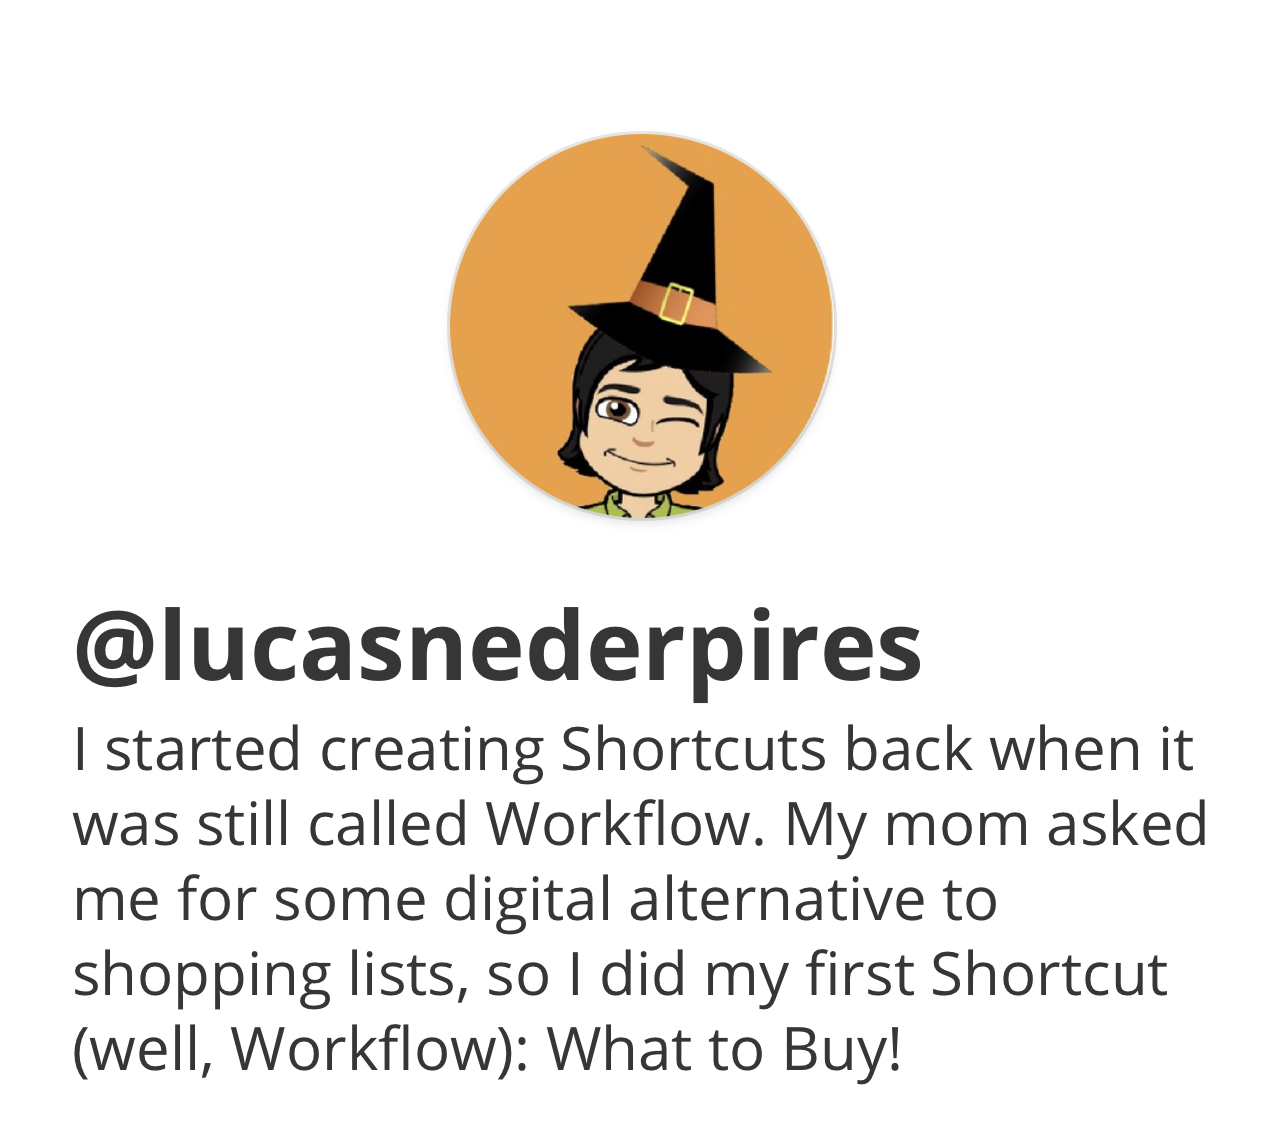 @lucasnederpires
I started creating Shortcuts back when it
was still called Workflow. My mom asked
me for some digital alternative to
shopping lists, so I did my first Shortcut
(well, Workflow): What to Buy!